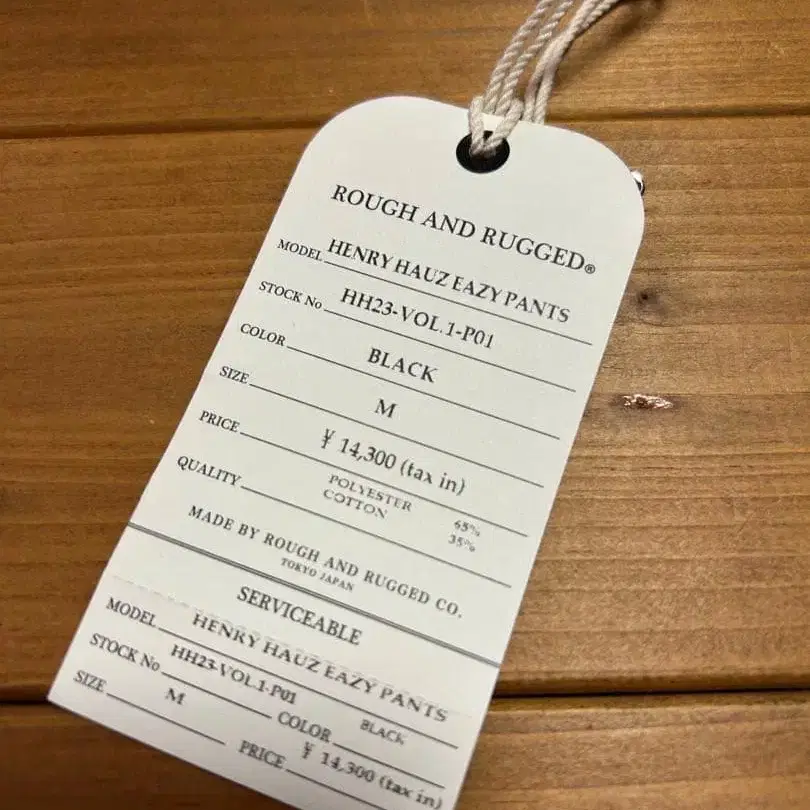 ROUGH AND RUGGED®
MODEL HENRY HAUZ EAZY PANTS
STOCK No HH23-VOL.1-P01
COLOR BLACK
SIZE M
PRICE ¥ 14,300 (tax in)
QUALITY POLYESTER 65%
COTTON 35%
MADE BY ROUGH AND RUGGED CO.
TOKYO JAPAN
SERVICEABLE
MODEL HENRY HAUZ EAZY PANTS
STOCK No HH23-VOL.1-P01 COLOR BLACK
SIZE M PRICE ¥ 14,300 (tax in)